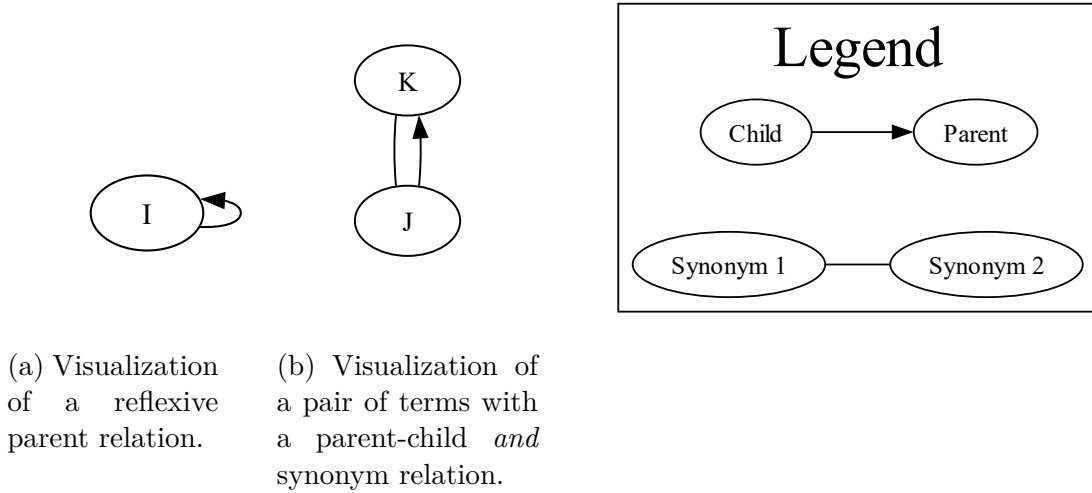 K
I
J
Legend
Child
Parent
Synonym 1
Synonym 2
(a) Visualization
of a reflexive
parent relation.
(b) Visualization of
a pair of terms with
a parent-child and
synonym relation.